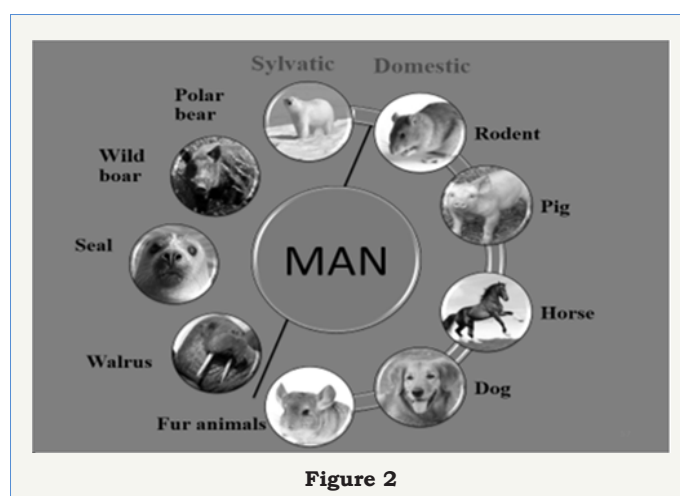 Sylvatic
Domestic
Polar
bear
Rodent
Wild
boar
Pig
Seal
MAN
Horse
Walrus
Dog
Fur animals
Figure 2